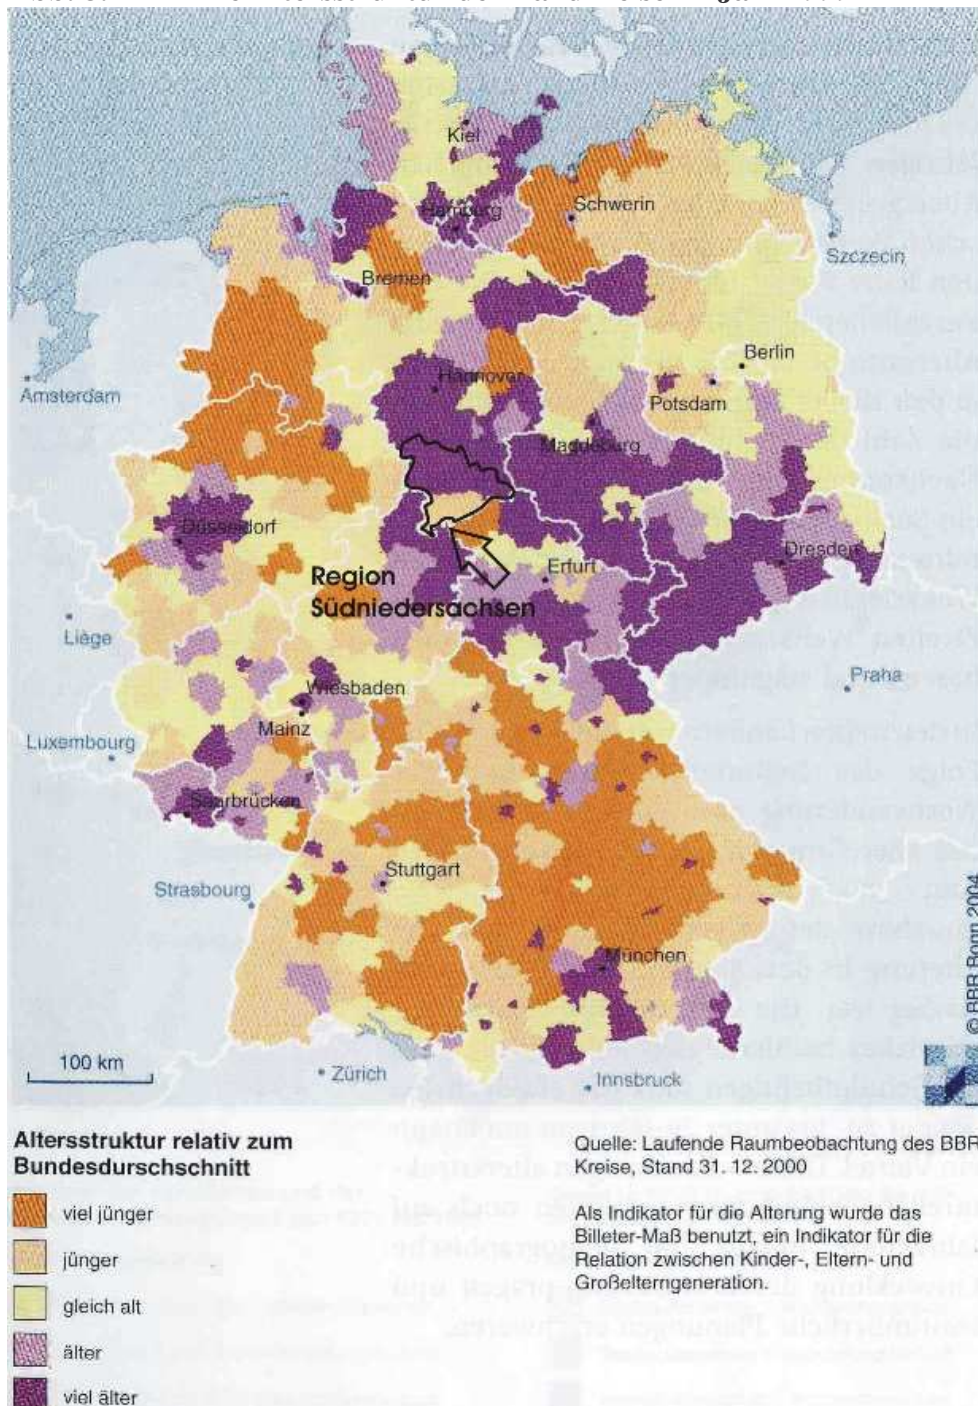 Kiel
Hamburg
Schwerin
Szczecin
Bremen
Berlin
Hannover
Amsterdam
Potsdam
Magdeburg
Düsseldorf
Dresden
Erfurt
Region
Südniedersachsen
Liège
Praha
Wiesbaden
Mainz
Luxembourg
Saarbrücken
Stuttgart
Strasbourg
München
© BBR Bonn 2004
100 km
Zürich
Innsbruck
Altersstruktur relativ zum
Bundesdurschschnitt
viel jünger
jünger
gleich alt
älter
viel älter
Quelle: Laufende Raumbeobachtung des BBR
Kreise, Stand 31. 12. 2000
Als Indikator für die Alterung wurde das
Billeter-Maß benutzt, ein Indikator für die
Relation zwischen Kinder-, Eltern- und
Großelterngeneration.